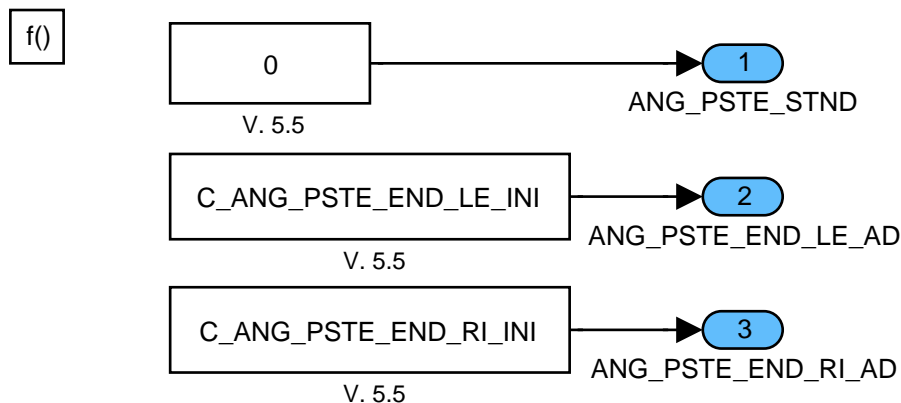 f()
0
1
V. 5.5
ANG_PSTE_STND
C_ANG_PSTE_END_LE_INI
2
V. 5.5
ANG_PSTE_END_LE_AD
C_ANG_PSTE_END_RI_INI
3
V. 5.5
ANG_PSTE_END_RI_AD